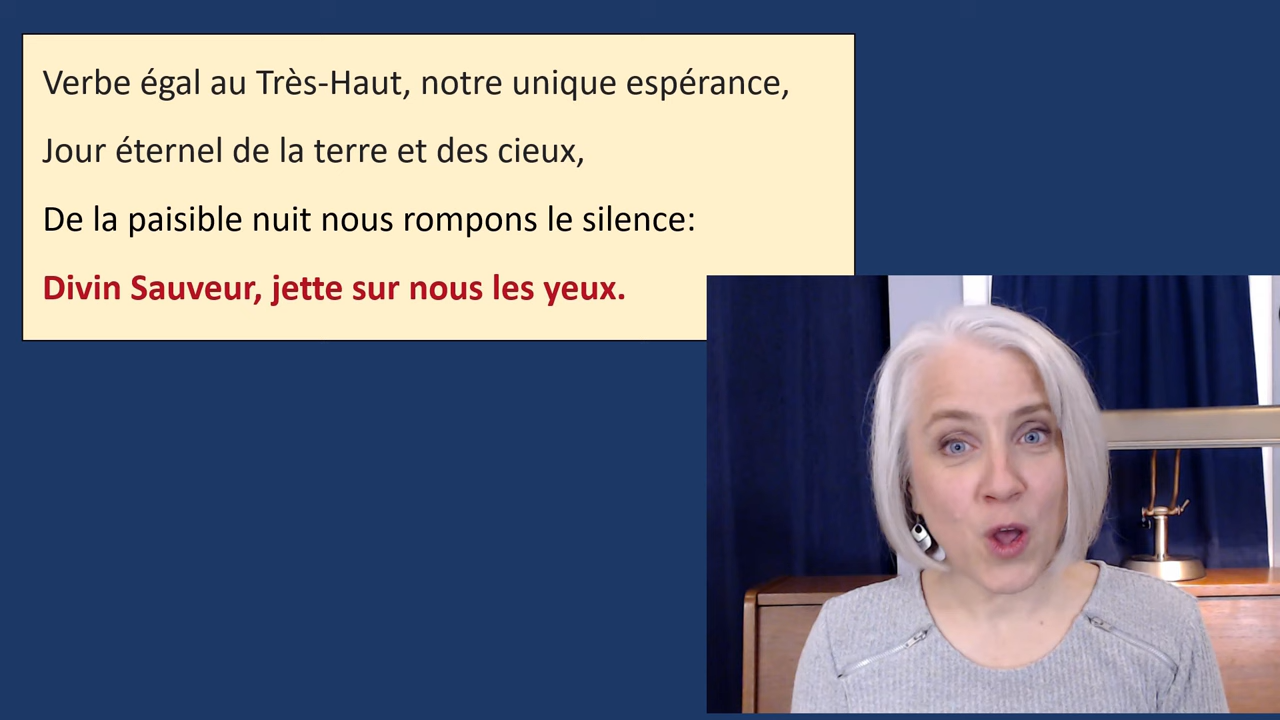 Verbe égal au Très-Haut, notre unique espérance,
Jour éternel de la terre et des cieux,
De la paisible nuit nous rompons le silence:
Divin Sauveur, jette sur nous les yeux.